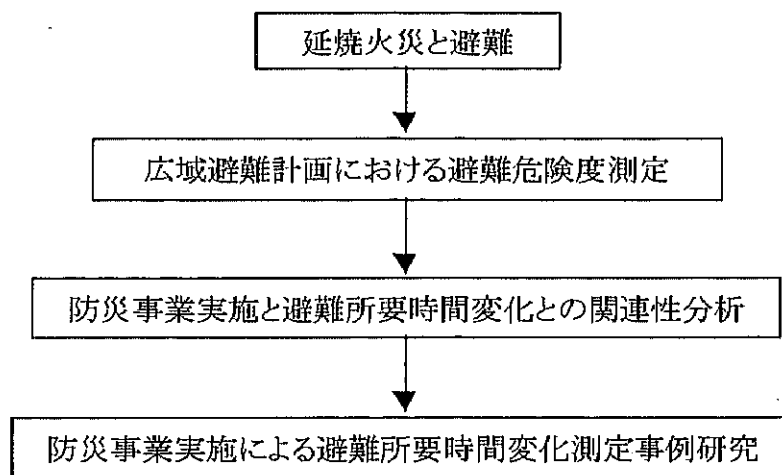 延焼火災と避難
広域避難計画における避難危険度測定
防災事業実施と避難所要時間変化との関連性分析
防災事業実施による避難所要時間変化測定事例研究